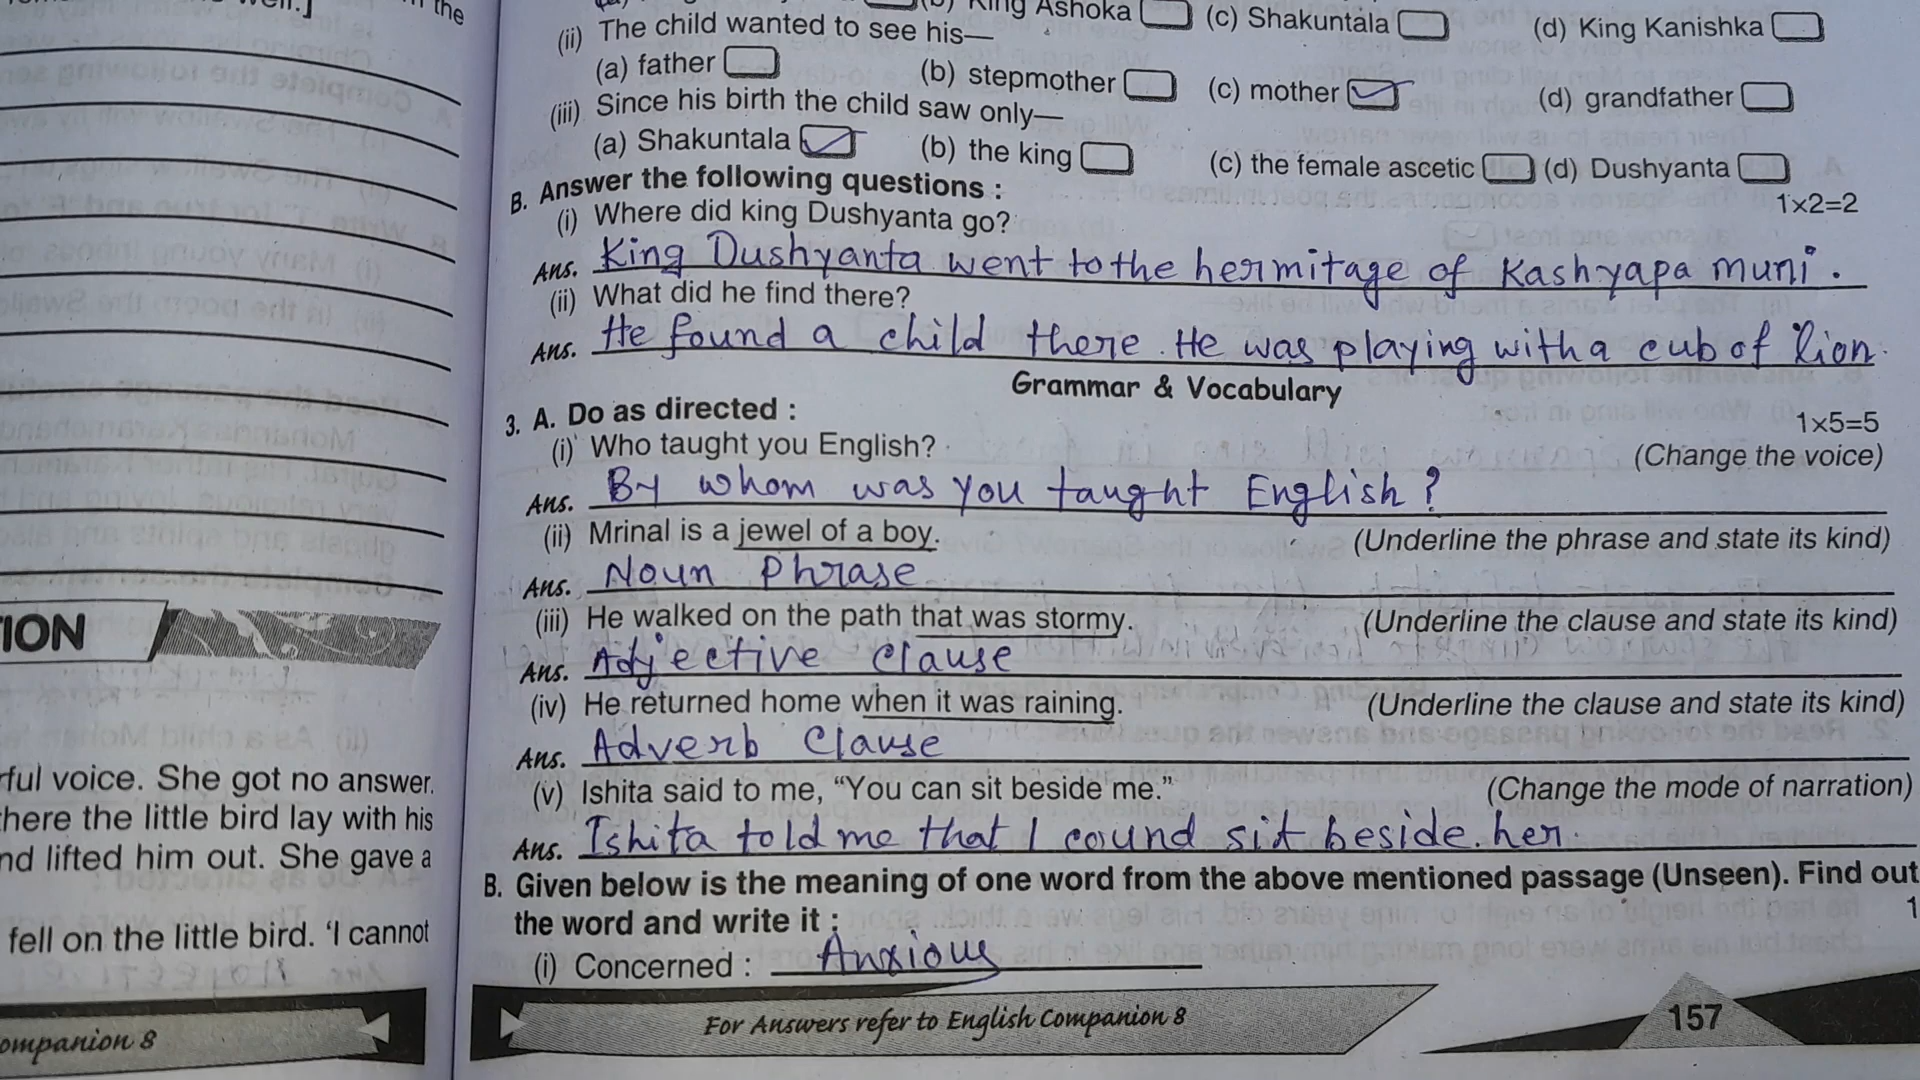 the
(b) King Ashoka (c) Shakuntala (d) King Kanishka
(ii) The child wanted to see his—
(a) father (b) stepmother (c) mother (d) grandfather
(iii) Since his birth the child saw only—
(a) Shakuntala (b) the king (c) the female ascetic (d) Dushyanta
B. Answer the following questions : 1×2=2
(i) Where did king Dushyanta go?
Ans. King Dushyanta went to the hermitage of Kashyapa muni.
(ii) What did he find there?
Ans. He found a child there. He was playing with a cub of lion.
Grammar & Vocabulary
3. A. Do as directed : 1×5=5
(i) Who taught you English? (Change the voice)
Ans. By whom was you taught English?
(ii) Mrinal is a jewel of a boy. (Underline the phrase and state its kind)
Ans. Noun Phrase
(iii) He walked on the path that was stormy. (Underline the clause and state its kind)
Ans. Adjective Clause
(iv) He returned home when it was raining. (Underline the clause and state its kind)
Ans. Adverb Clause
(v) Ishita said to me, “You can sit beside me.” (Change the mode of narration)
Ans. Ishita told me that I cound sit beside her.
B. Given below is the meaning of one word from the above mentioned passage (Unseen). Find out
the word and write it : 1
(i) Concerned : Anxious
For Answers refer to English Companion 8
157
ION
rful voice. She got no answer.
there the little bird lay with his
nd lifted him out. She gave a
fell on the little bird. ‘I cannot
ompanion 8